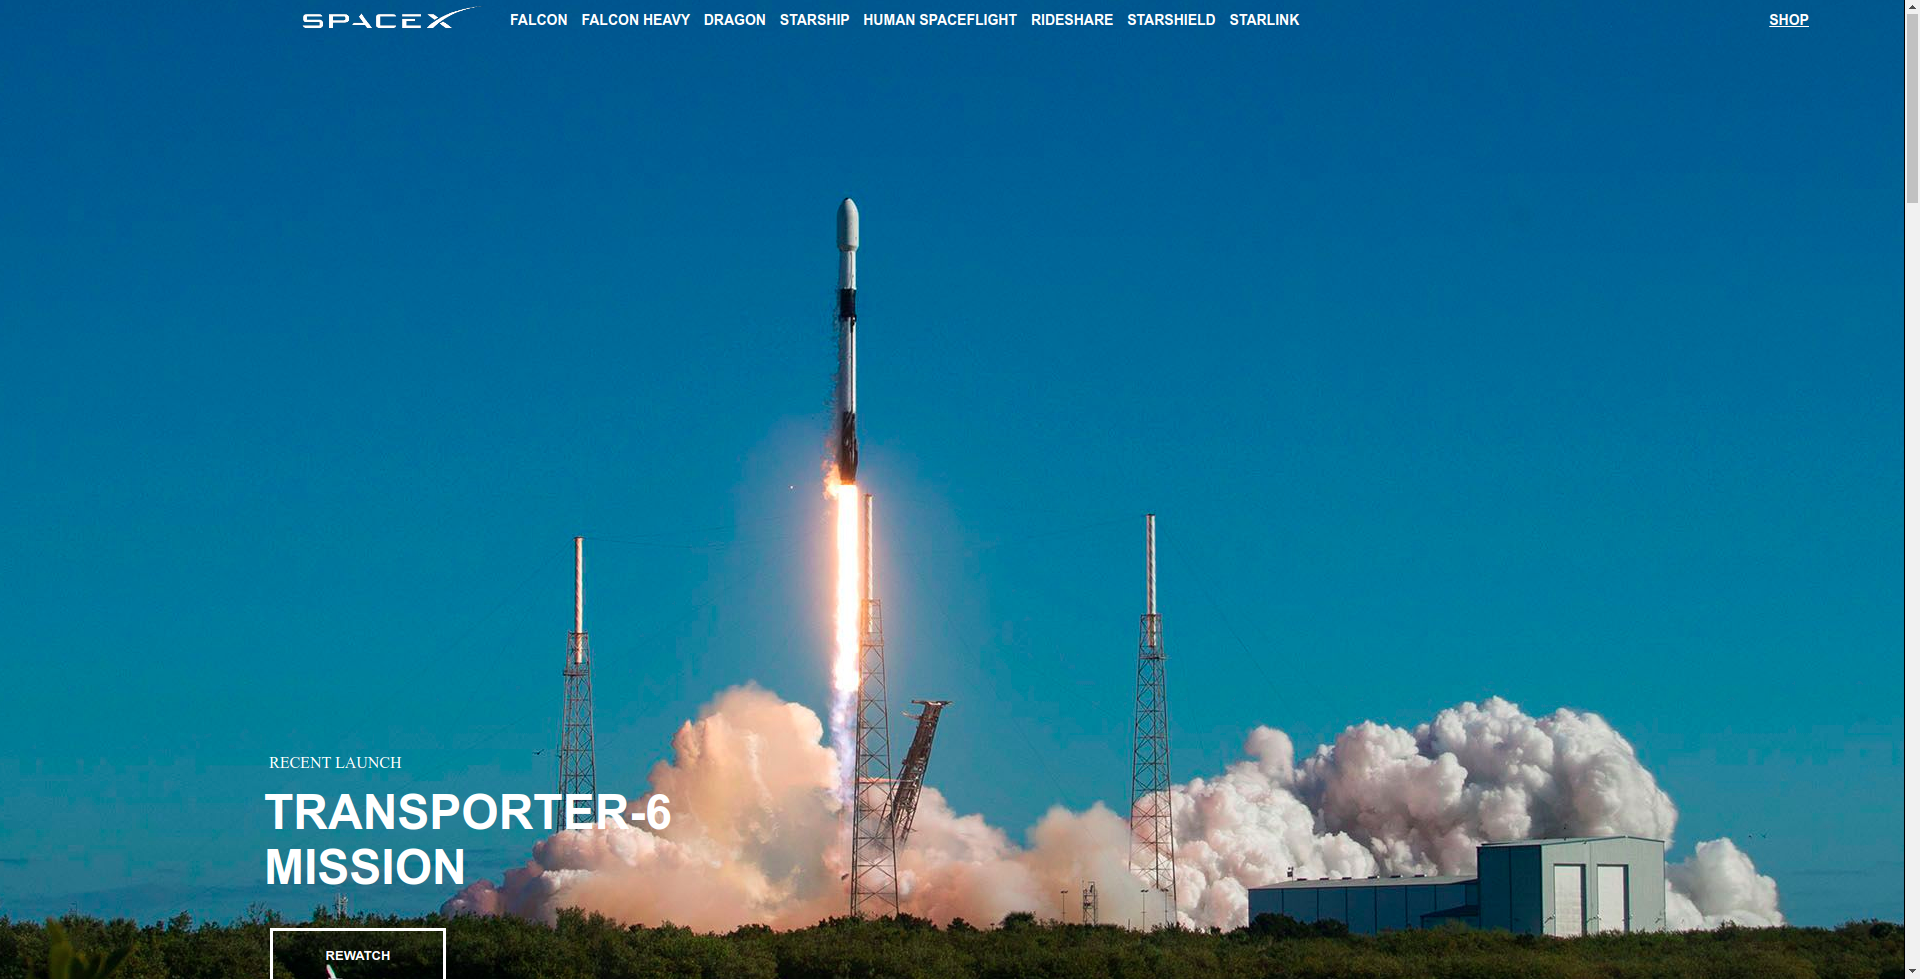 SPACEX FALCON FALCON HEAVY DRAGON STARSHIP HUMAN SPACEFLIGHT RIDESHARE STARSHIELD STARLINK SHOP
RECENT LAUNCH
TRANSPORTER-6
MISSION
REWATCH